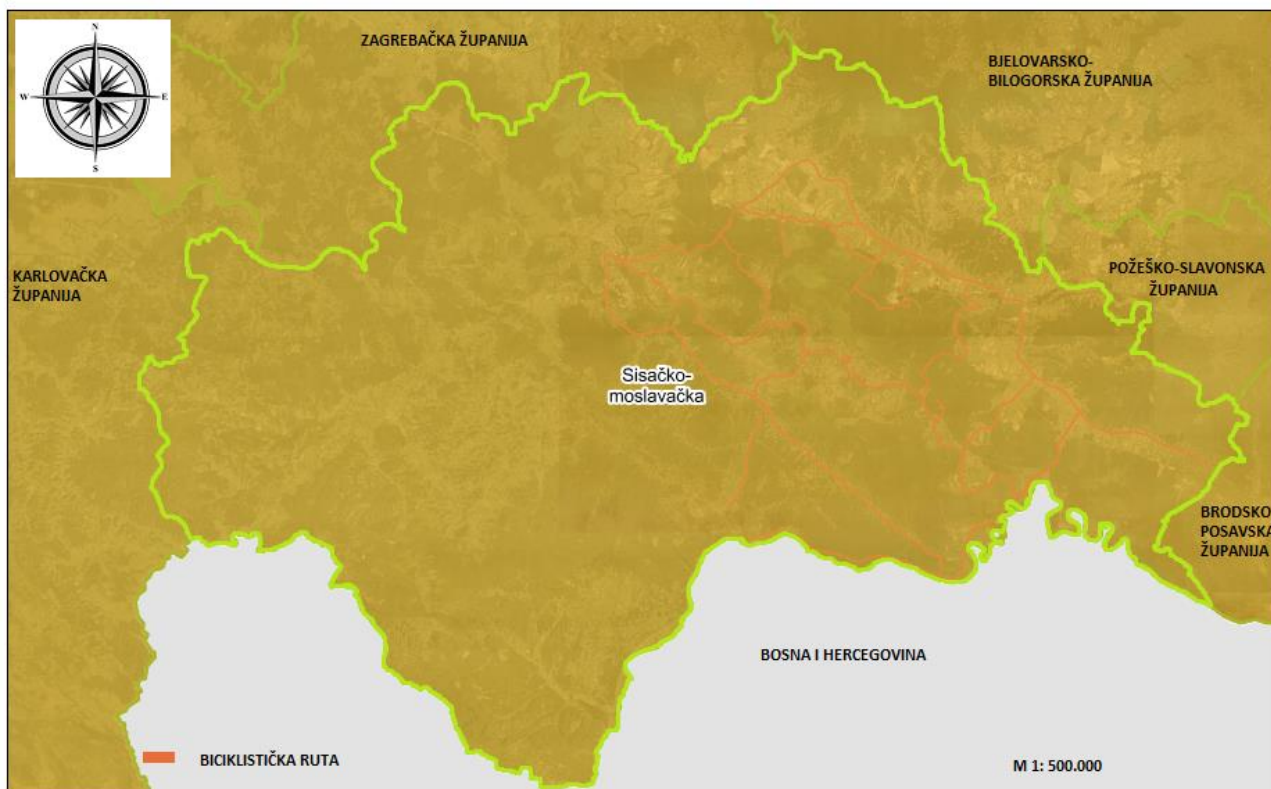 N
W
E
S
ZAGREBAČKA ŽUPANIJA
BJELOVARSKO-
BILOGORSKA ŽUPANIJA
KARLOVAČKA
ŽUPANIJA
POŽEŠKO-SLAVONSKA
ŽUPANIJA
Sisačko-
moslavačka
BRODSKO-
POSAVSKA
ŽUPANIJA
BOSNA I HERCEGOVINA
BICIKLISTIČKA RUTA
M 1: 500.000